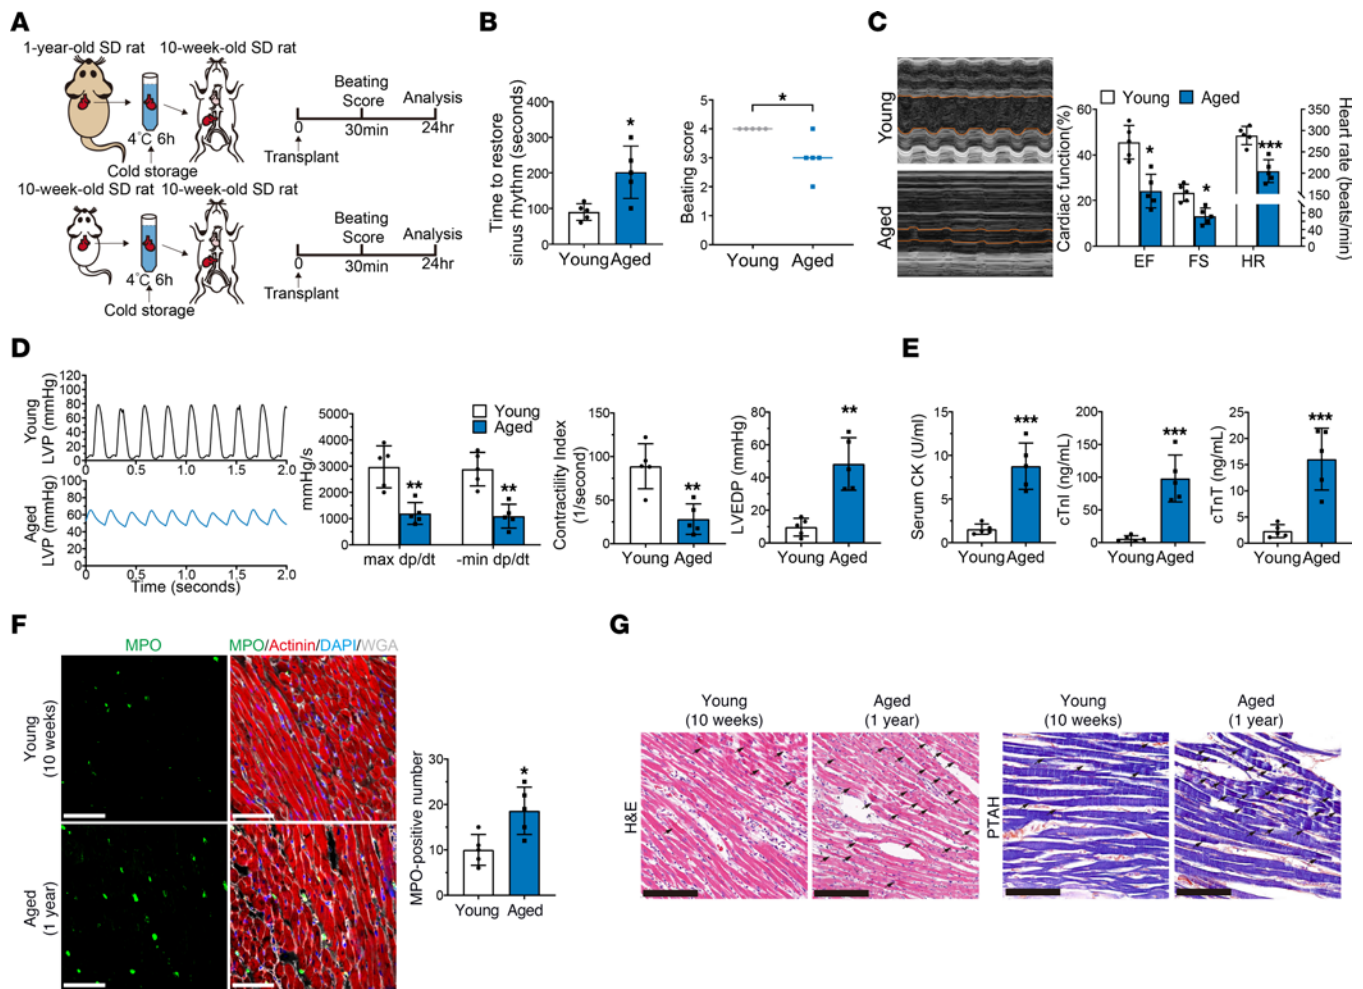 A
1-year-old SD rat 10-week-old SD rat
4°C 6h
Cold storage
Beating
Score
Analysis
0
30min
24hr
Transplant
10-week-old SD rat 10-week-old SD rat
4°C 6h
Cold storage
Beating
Score
Analysis
0
30min
24hr
Transplant
B
Time to restore
sinus rhythm (seconds)
400
300
200
100
0
*
Young Aged
Beating score
5
4
3
2
1
0
*
Young Aged
C
Young
Aged
Cardiac function(%)
60
40
20
0
Young Aged
* * ***
EF FS HR
350
300
250
200
150
80
40
0
Heart rate (beats/min)
D
Young
LVP (mmHg)
120
100
80
60
40
20
0
Aged
LVP (mmHg)
100
80
60
40
20
0
0 0.5 1.0 1.5 2.0
Time (seconds)
mmHg/s
5000
4000
3000
2000
1000
0
Young
Aged
** **
max dp/dt -min dp/dt
Contractility Index
(1/second)
150
100
50
0
**
Young Aged
LVEDP (mmHg)
80
60
40
20
0
**
Young Aged
E
Serum CK (U/ml)
15
10
5
0
***
Young Aged
cTnI (ng/mL)
200
150
100
50
0
***
Young Aged
cTnT (ng/mL)
25
20
15
10
5
0
***
Young Aged
F
MPO
MPO/Actinin/DAPI/WGA
Young
(10 weeks)
Aged
(1 year)
MPO-positive number
30
20
10
0
*
Young Aged
G
Young
(10 weeks)
Aged
(1 year)
Young
(10 weeks)
Aged
(1 year)
H&E
PTAH